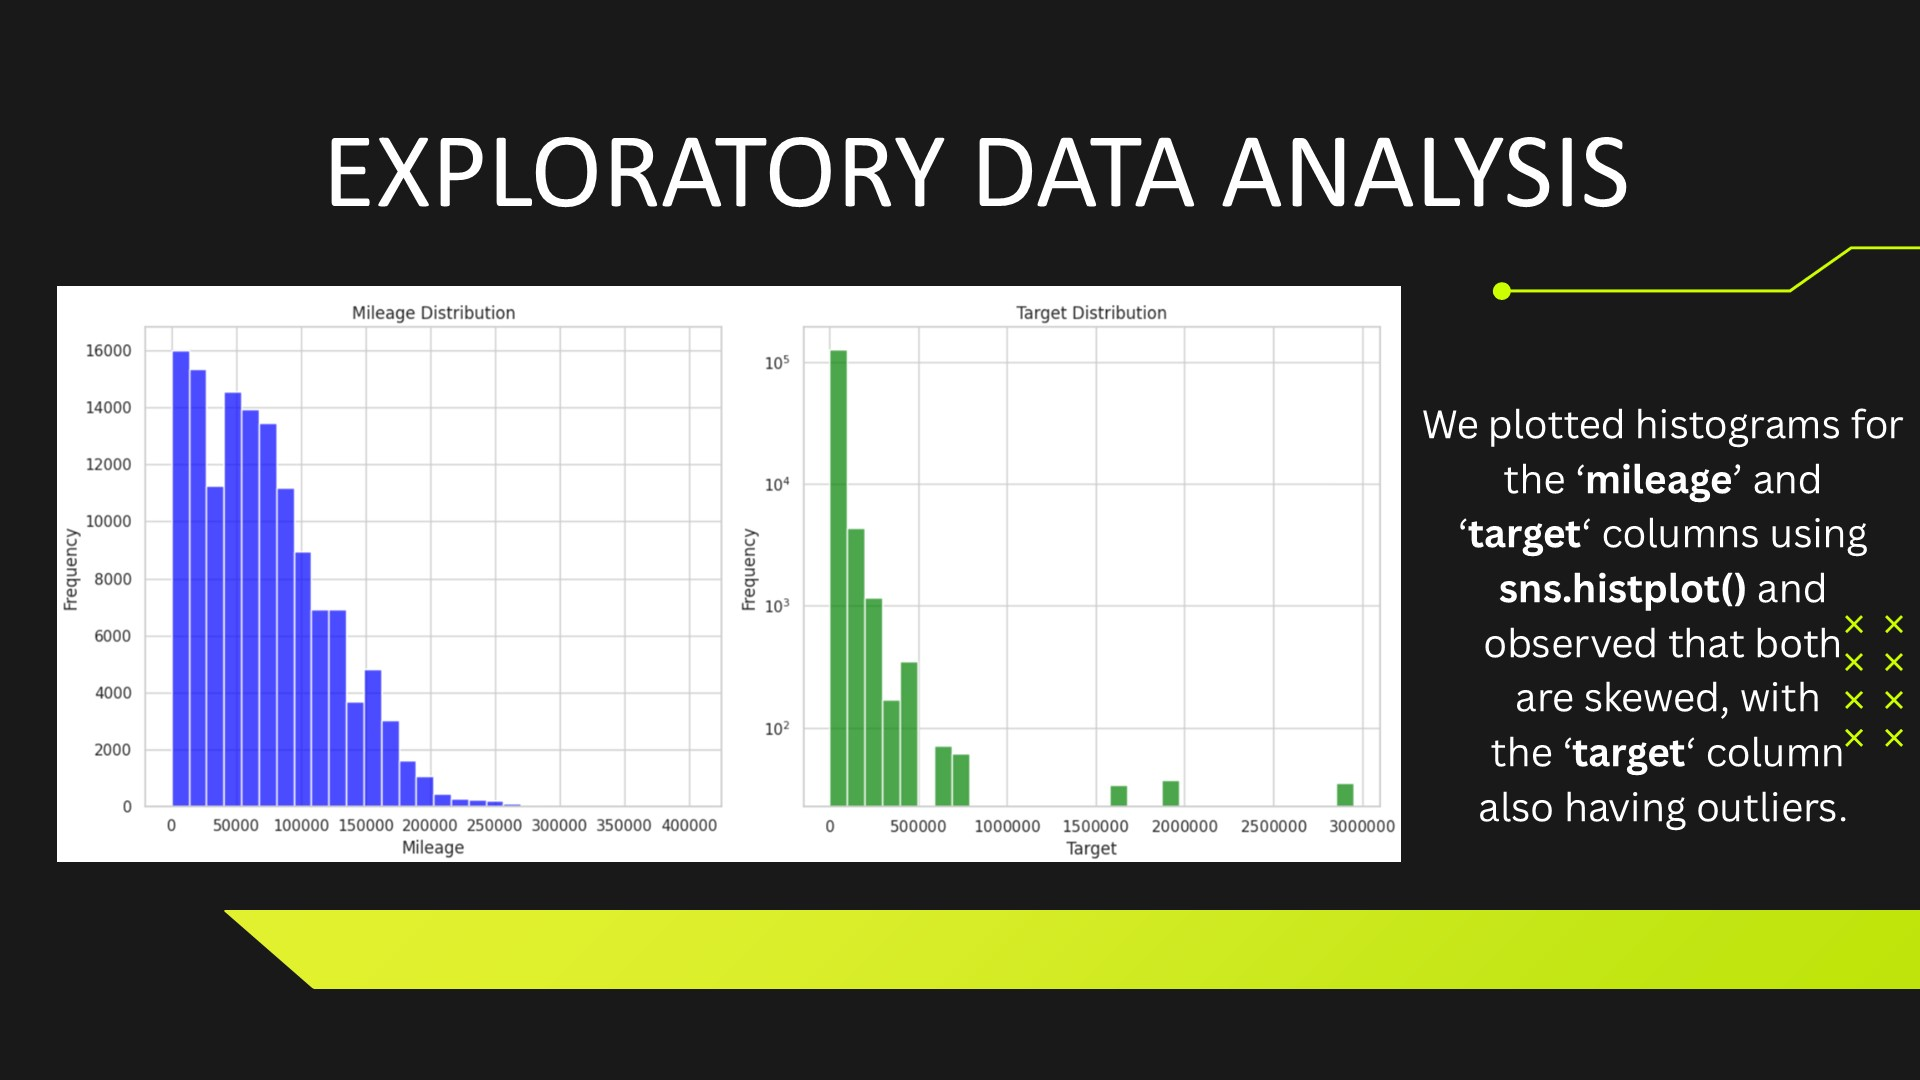 EXPLORATORY DATA ANALYSIS
Mileage Distribution
16000
14000
12000
10000
8000
6000
4000
2000
0
Frequency
0 50000 100000 150000 200000 250000 300000 350000 400000
Mileage
Target Distribution
10⁵
10⁴
10³
10²
Frequency
0 500000 1000000 1500000 2000000 2500000 3000000
Target
We plotted histograms for
the ‘mileage’ and
‘target‘ columns using
sns.histplot() and
observed that both
are skewed, with
the ‘target‘ column
also having outliers.